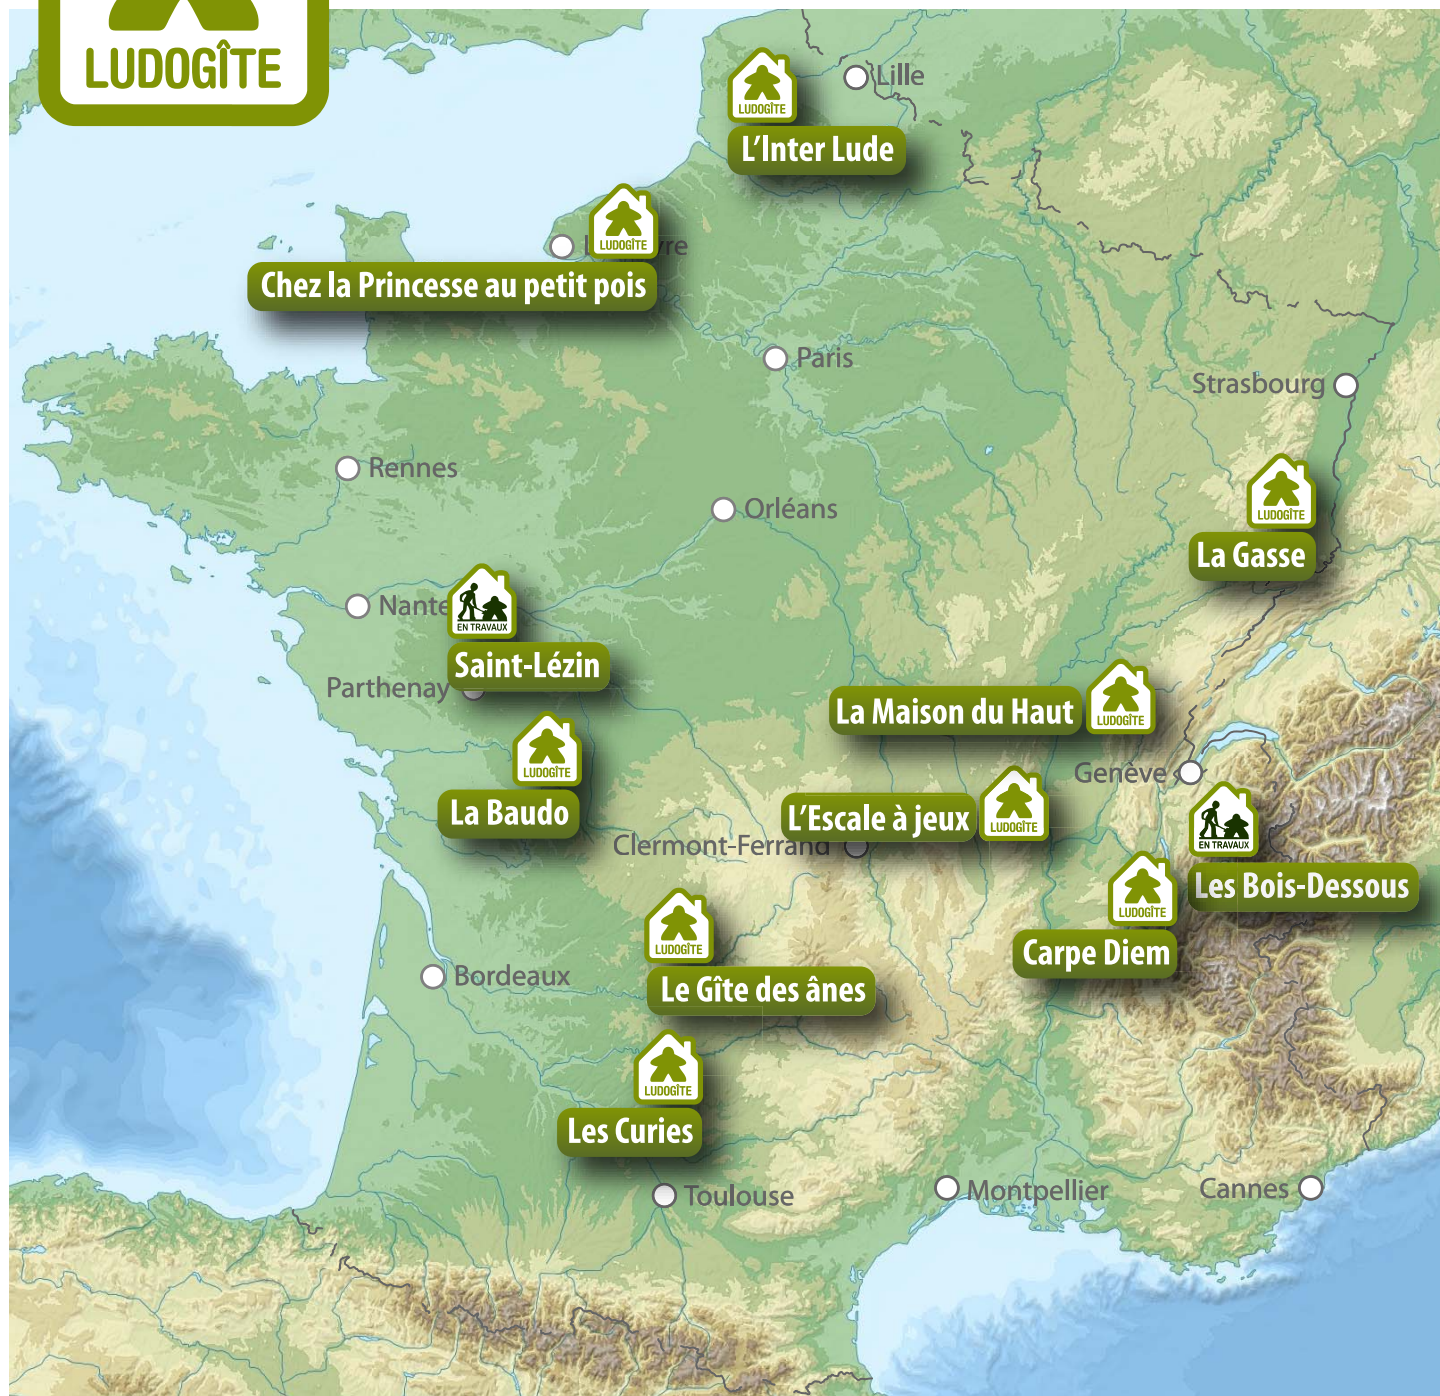 LUDOGÎTE
Lille
LUDOGÎTE
L'Inter Lude
LUDOGÎTE
Chez la Princesse au petit pois
Paris
Strasbourg
Rennes
LUDOGÎTE
Orléans
La Gasse
EN TRAVAUX
Saint-Lézin
Parthenay
LUDOGÎTE
La Maison du Haut
LUDOGÎTE
La Baudo
Genève
LUDOGÎTE
L'Escale à jeux
Clermont-Ferrand
EN TRAVAUX
Les Bois-Dessous
LUDOGÎTE
Carpe Diem
LUDOGÎTE
Le Gîte des ânes
Bordeaux
LUDOGÎTE
Les Curies
Toulouse
Montpellier
Cannes